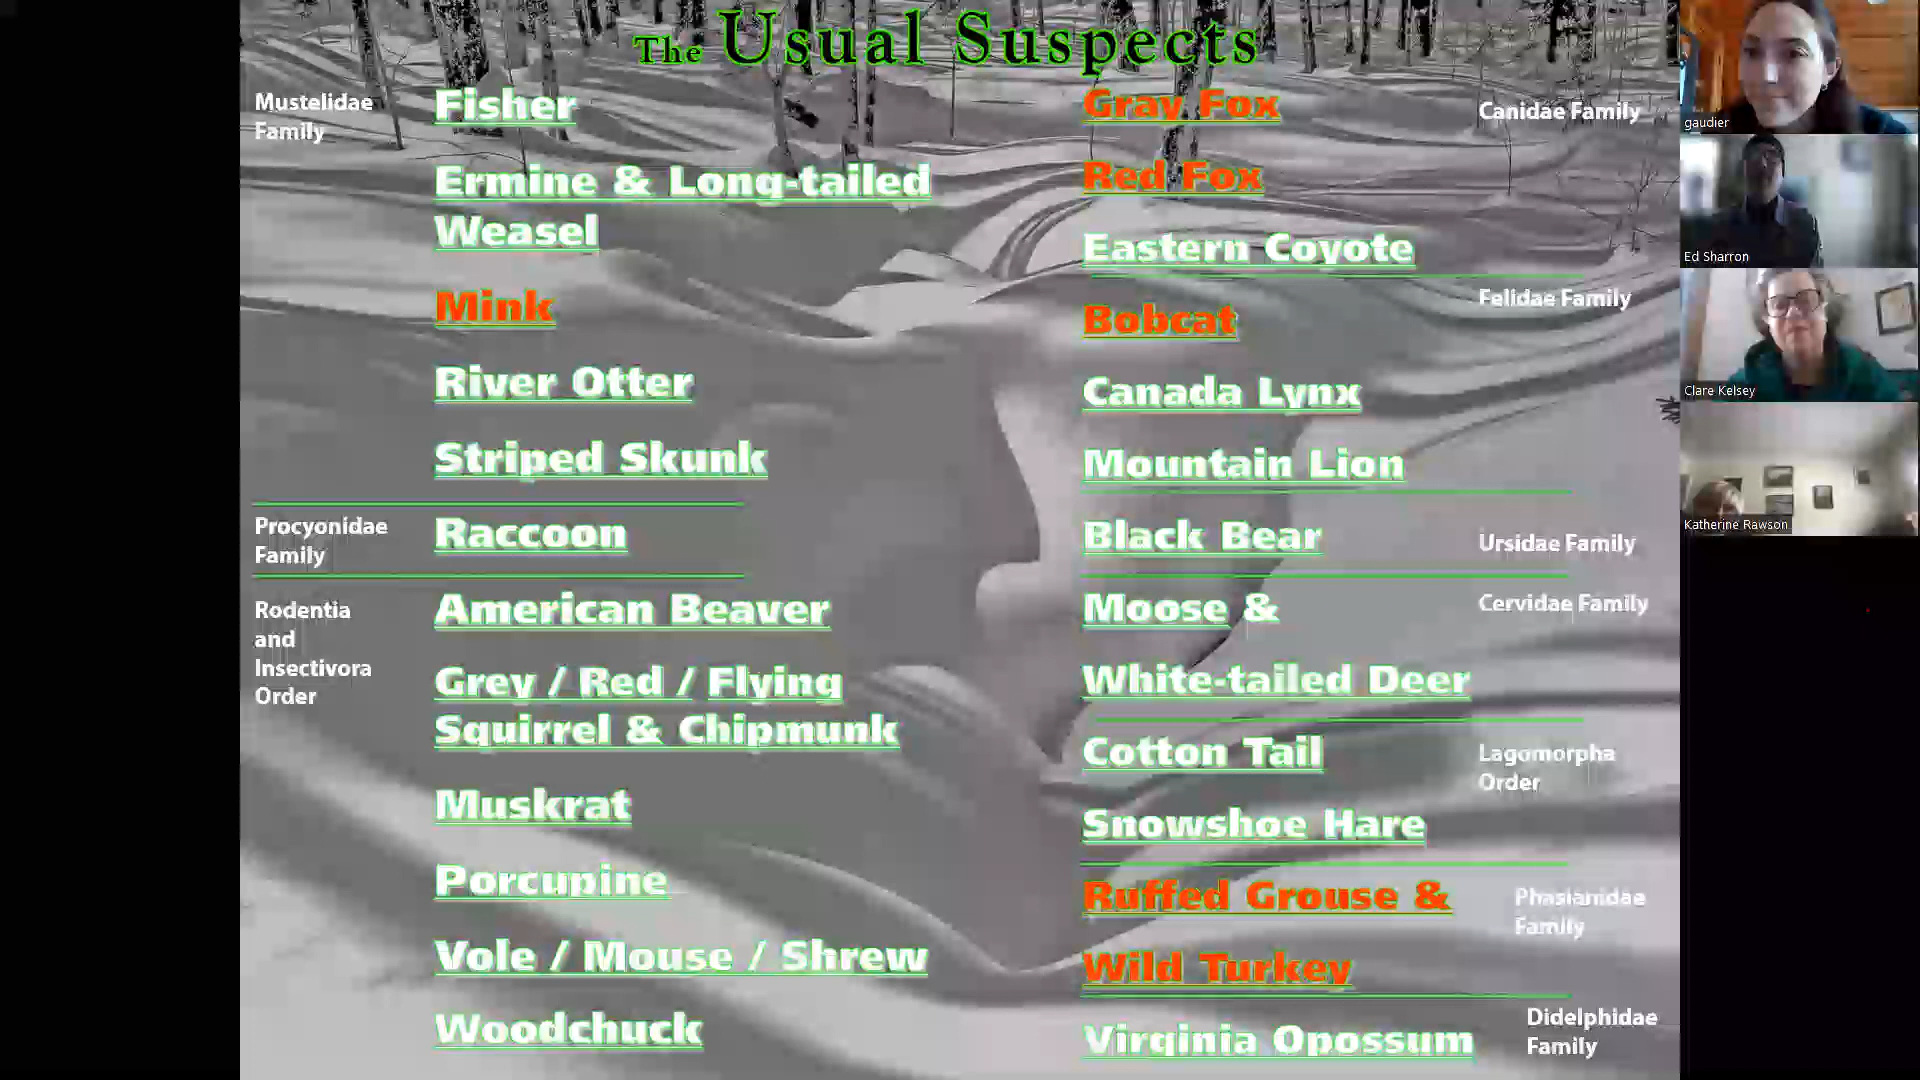 The Usual Suspects
Mustelidae
Family
Fisher
Ermine & Long-tailed
Weasel
Mink
River Otter
Striped Skunk
Procyonidae
Family
Raccoon
Rodentia
and
Insectivora
Order
American Beaver
Grey / Red / Flying
Squirrel & Chipmunk
Muskrat
Porcupine
Vole / Mouse / Shrew
Woodchuck
Gray Fox
Canidae Family
Red Fox
Eastern Coyote
Felidae Family
Bobcat
Canada Lynx
Mountain Lion
Black Bear
Ursidae Family
Moose &
Cervidae Family
White-tailed Deer
Cotton Tail
Lagomorpha
Order
Snowshoe Hare
Ruffed Grouse &
Phasianidae
Family
Wild Turkey
Virginia Opossum
Didelphidae
Family
gaudier
Ed Sharron
Clare Kelsey
Katherine Rawson